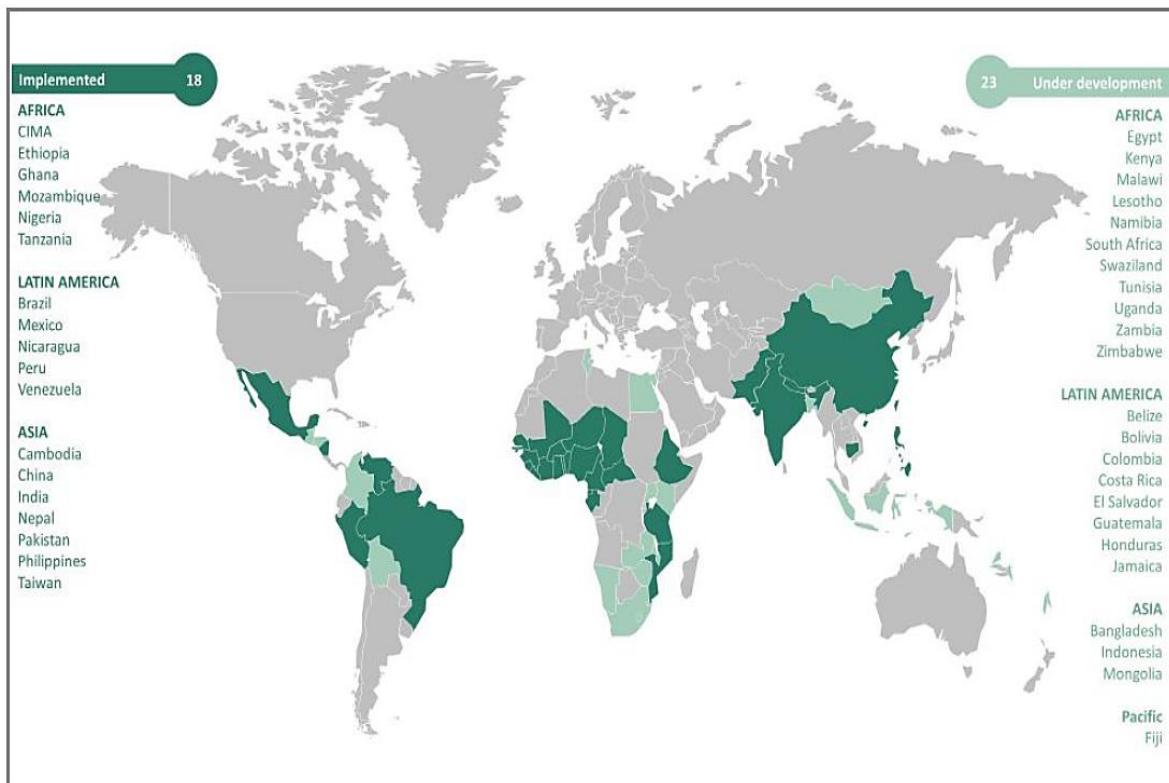 Implemented 18
AFRICA
CIMA
Ethiopia
Ghana
Mozambique
Nigeria
Tanzania
LATIN AMERICA
Brazil
Mexico
Nicaragua
Peru
Venezuela
ASIA
Cambodia
China
India
Nepal
Pakistan
Philippines
Taiwan
23 Under development
AFRICA
Egypt
Kenya
Malawi
Lesotho
Namibia
South Africa
Swaziland
Tunisia
Uganda
Zambia
Zimbabwe
LATIN AMERICA
Belize
Bolivia
Colombia
Costa Rica
El Salvador
Guatemala
Honduras
Jamaica
ASIA
Bangladesh
Indonesia
Mongolia
Pacific
Fiji